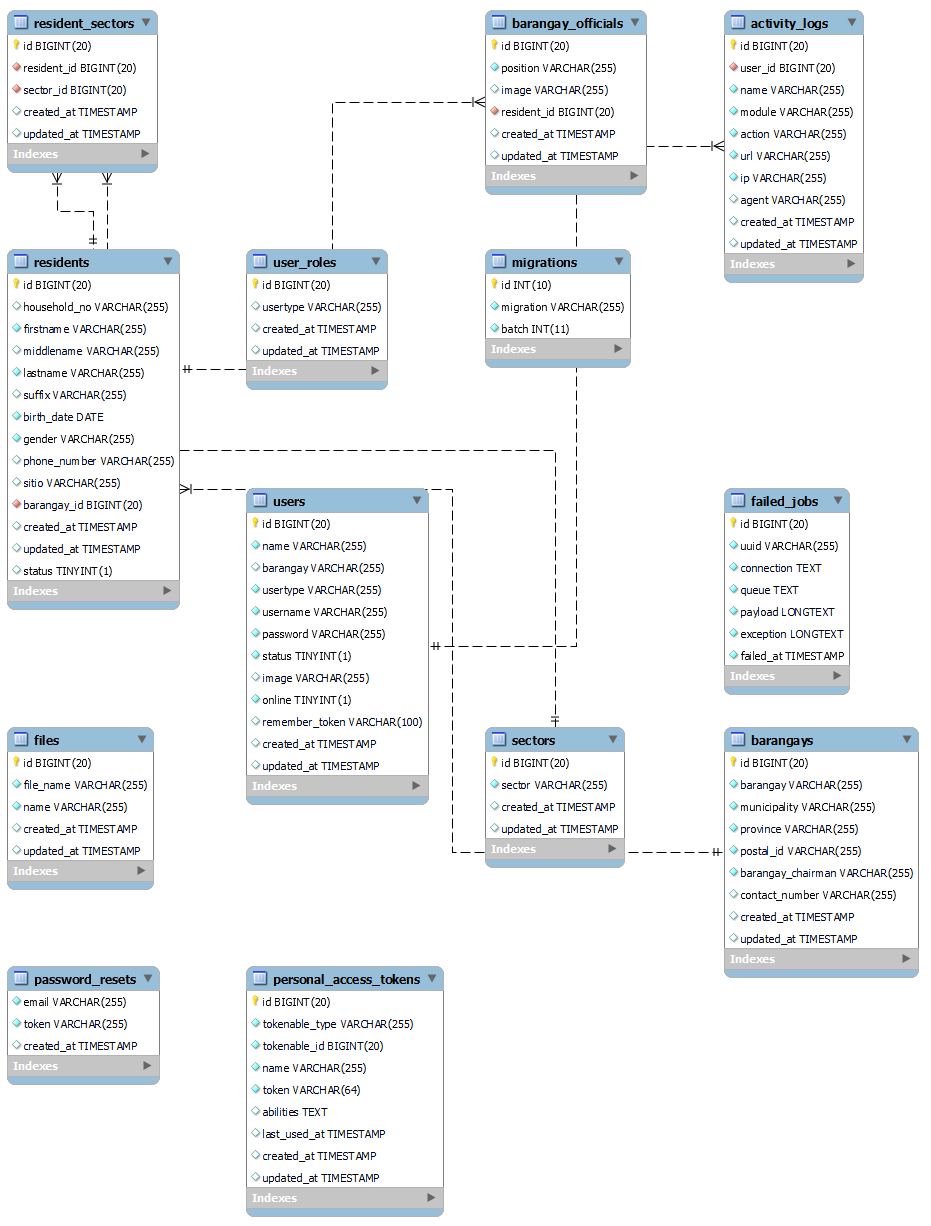 resident_sectors
id BIGINT(20)
resident_id BIGINT(20)
sector_id BIGINT(20)
created_at TIMESTAMP
updated_at TIMESTAMP
Indexes
barangay_officials
id BIGINT(20)
position VARCHAR(255)
image VARCHAR(255)
resident_id BIGINT(20)
created_at TIMESTAMP
updated_at TIMESTAMP
Indexes
activity_logs
id BIGINT(20)
user_id BIGINT(20)
name VARCHAR(255)
module VARCHAR(255)
action VARCHAR(255)
url VARCHAR(255)
ip VARCHAR(255)
agent VARCHAR(255)
created_at TIMESTAMP
updated_at TIMESTAMP
Indexes
residents
id BIGINT(20)
household_no VARCHAR(255)
firstname VARCHAR(255)
middlename VARCHAR(255)
lastname VARCHAR(255)
suffix VARCHAR(255)
birth_date DATE
gender VARCHAR(255)
phone_number VARCHAR(255)
sitio VARCHAR(255)
barangay_id BIGINT(20)
created_at TIMESTAMP
updated_at TIMESTAMP
status TINYINT(1)
Indexes
user_roles
id BIGINT(20)
usertype VARCHAR(255)
created_at TIMESTAMP
updated_at TIMESTAMP
Indexes
migrations
id INT(10)
migration VARCHAR(255)
batch INT(11)
Indexes
users
id BIGINT(20)
name VARCHAR(255)
barangay VARCHAR(255)
usertype VARCHAR(255)
username VARCHAR(255)
password VARCHAR(255)
status TINYINT(1)
image VARCHAR(255)
online TINYINT(1)
remember_token VARCHAR(100)
created_at TIMESTAMP
updated_at TIMESTAMP
Indexes
failed_jobs
id BIGINT(20)
uuid VARCHAR(255)
connection TEXT
queue TEXT
payload LONGTEXT
exception LONGTEXT
failed_at TIMESTAMP
Indexes
files
id BIGINT(20)
file_name VARCHAR(255)
name VARCHAR(255)
created_at TIMESTAMP
updated_at TIMESTAMP
Indexes
sectors
id BIGINT(20)
sector VARCHAR(255)
created_at TIMESTAMP
updated_at TIMESTAMP
Indexes
barangays
id BIGINT(20)
barangay VARCHAR(255)
municipality VARCHAR(255)
province VARCHAR(255)
postal_id VARCHAR(255)
barangay_chairman VARCHAR(255)
contact_number VARCHAR(255)
created_at TIMESTAMP
updated_at TIMESTAMP
Indexes
password_resets
email VARCHAR(255)
token VARCHAR(255)
created_at TIMESTAMP
Indexes
personal_access_tokens
id BIGINT(20)
tokenable_type VARCHAR(255)
tokenable_id BIGINT(20)
name VARCHAR(255)
token VARCHAR(64)
abilities TEXT
last_used_at TIMESTAMP
created_at TIMESTAMP
updated_at TIMESTAMP
Indexes